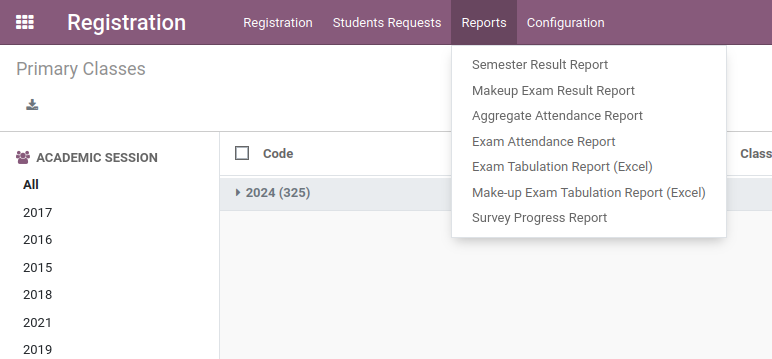 Registration Registration Students Requests Reports Configuration
Primary Classes
Semester Result Report
Makeup Exam Result Report
Aggregate Attendance Report
Exam Attendance Report
Exam Tabulation Report (Excel)
Make-up Exam Tabulation Report (Excel)
Survey Progress Report
ACADEMIC SESSION
All
2017
2016
2015
2018
2021
2019
Code Class
2024 (325)